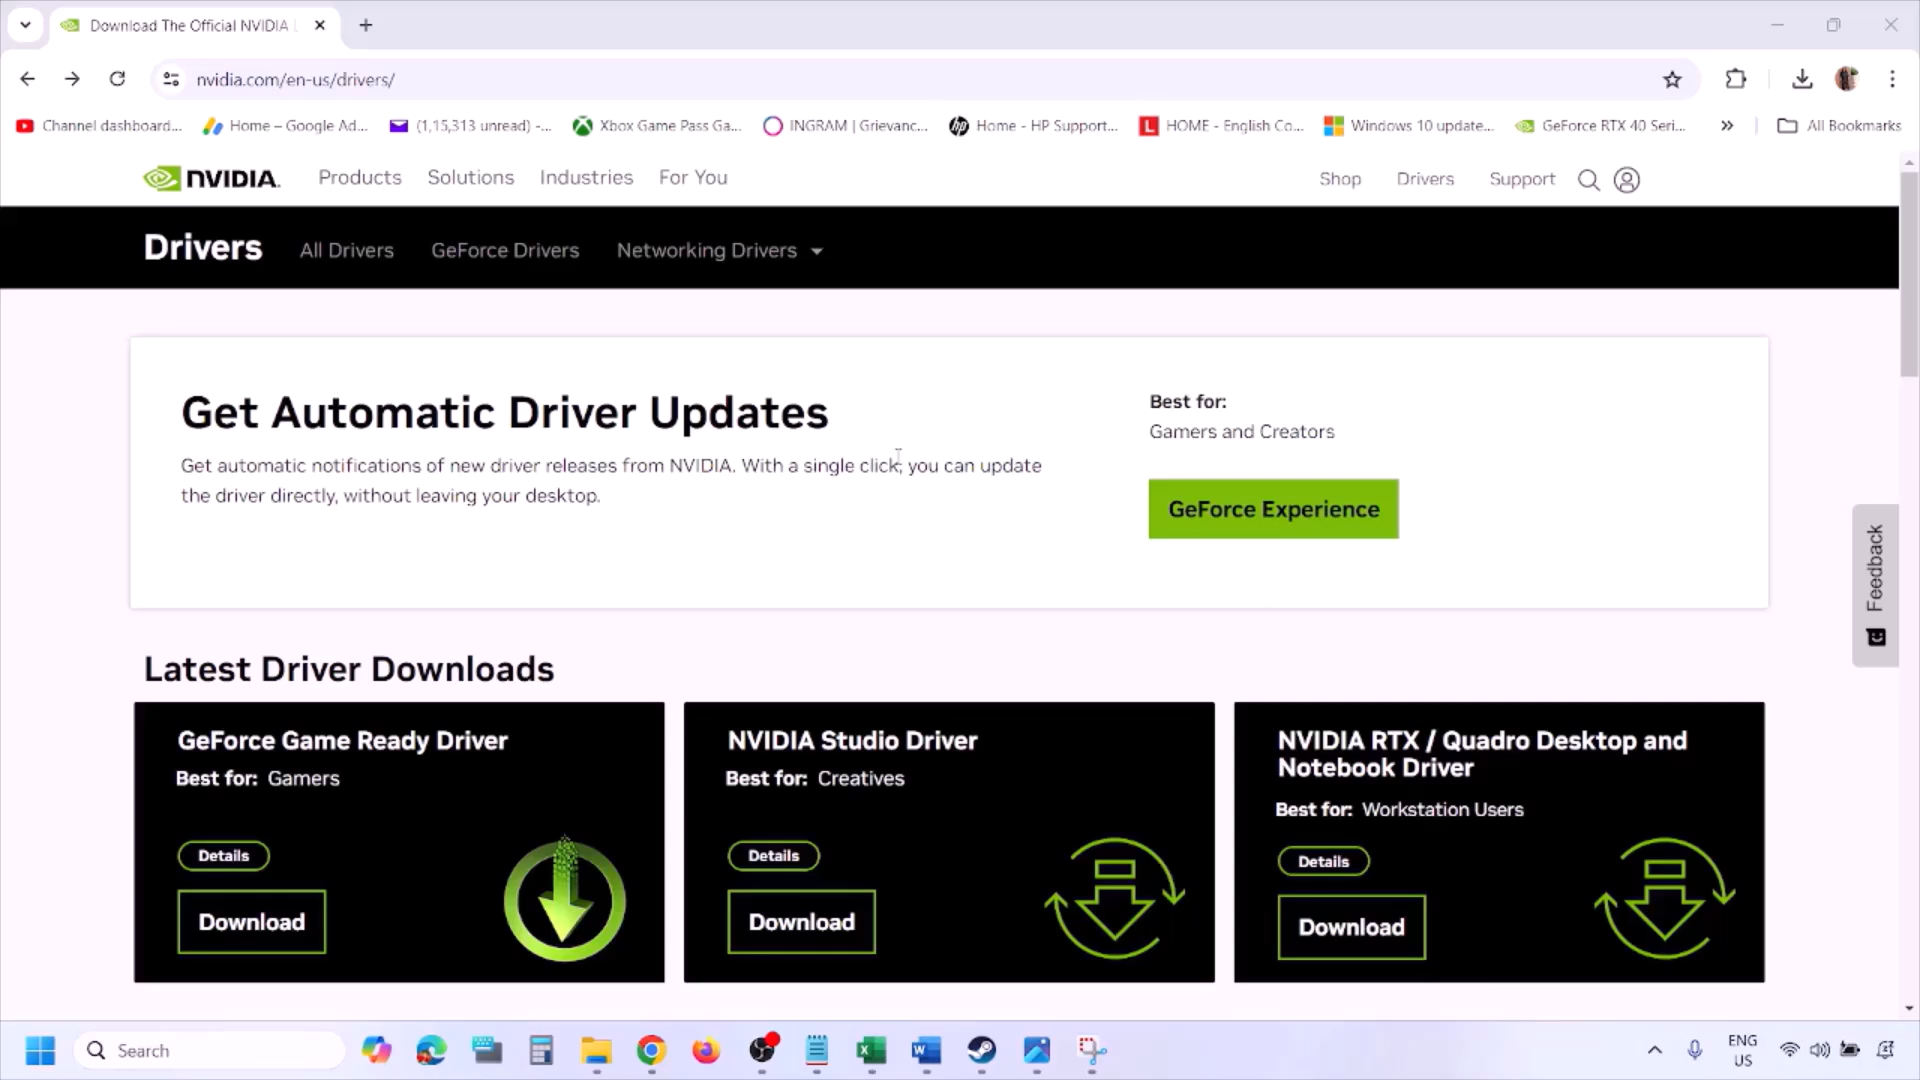 Download The Official NVIDIA
nvidia.com/en-us/drivers/
Channel dashboard...
Home – Google Ad...
(1,15,313 unread) -...
Xbox Game Pass Ga...
INGRAM | Grievanc...
Home - HP Support...
HOME - English Co...
Windows 10 update...
GeForce RTX 40 Seri...
All Bookmarks
NVIDIA.
Products
Solutions
Industries
For You
Shop
Drivers
Support
Drivers
All Drivers
GeForce Drivers
Networking Drivers
Get Automatic Driver Updates
Get automatic notifications of new driver releases from NVIDIA. With a single click, you can update
the driver directly, without leaving your desktop.
Best for:
Gamers and Creators
GeForce Experience
Feedback
Latest Driver Downloads
GeForce Game Ready Driver
Best for: Gamers
Details
Download
NVIDIA Studio Driver
Best for: Creatives
Details
Download
NVIDIA RTX / Quadro Desktop and
Notebook Driver
Best for: Workstation Users
Details
Download
Search
ENG
US